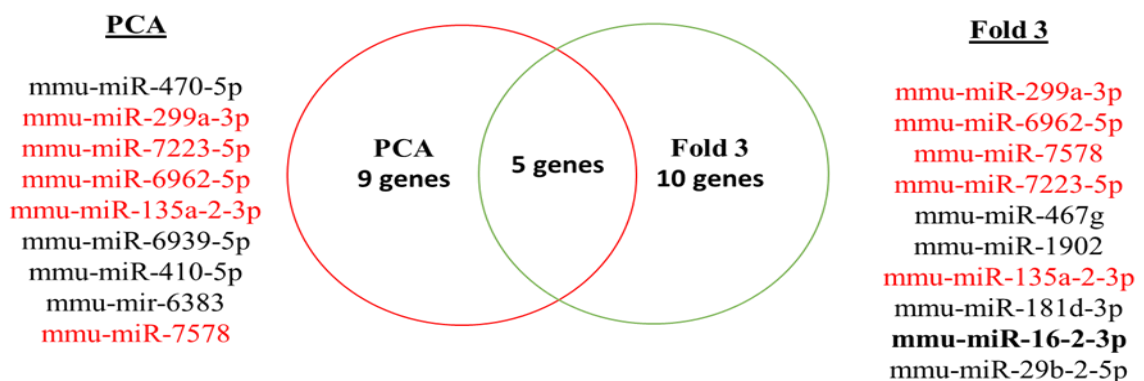 PCA
mmu-miR-470-5p
mmu-miR-299a-3p
mmu-miR-7223-5p
mmu-miR-6962-5p
mmu-miR-135a-2-3p
mmu-miR-6939-5p
mmu-miR-410-5p
mmu-mir-6383
mmu-miR-7578
PCA
9 genes
5 genes
Fold 3
10 genes
Fold 3
mmu-miR-299a-3p
mmu-miR-6962-5p
mmu-miR-7578
mmu-miR-7223-5p
mmu-miR-467g
mmu-miR-1902
mmu-miR-135a-2-3p
mmu-miR-181d-3p
mmu-miR-16-2-3p
mmu-miR-29b-2-5p